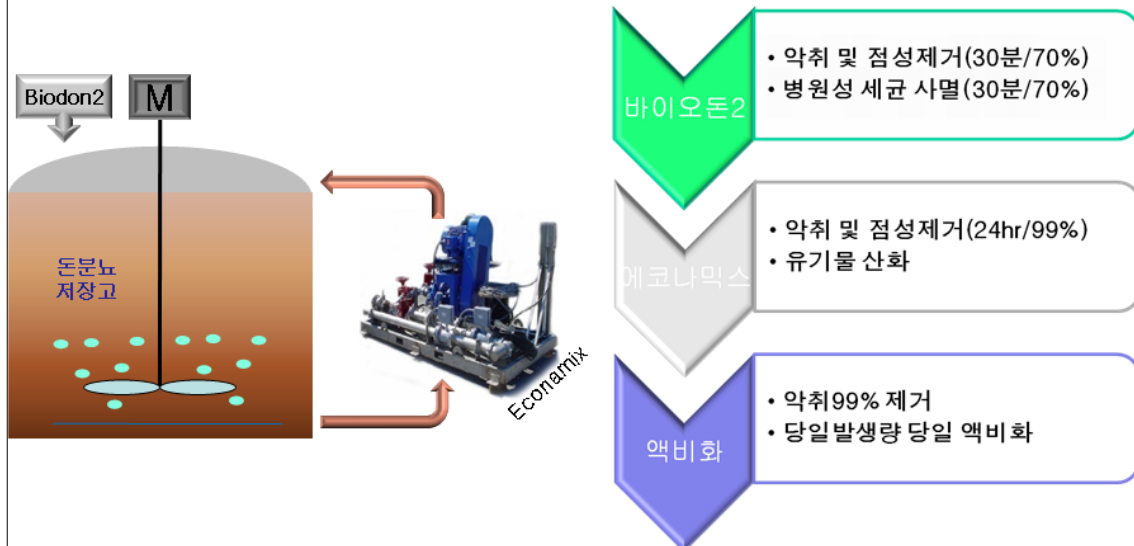 Biodon2
M
돈분뇨
저장고
Econamix
바이오돈2
• 악취 및 점성제거(30분/70%)
• 병원성 세균 사멸(30분/70%)
에코나믹스
• 악취 및 점성제거(24hr/99%)
• 유기물 산화
액비화
• 악취99% 제거
• 당일발생량 당일 액비화